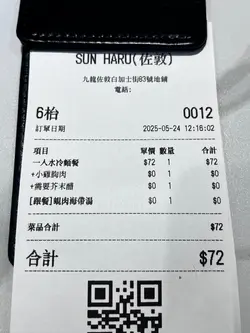 SUN HARU(佐敦)
九龍佐敦白加士街83號地鋪
電話:
6枱 0012
訂單日期 2025-05-24 12:16:02
項目 單價 數量 合計
一人水冷麵餐 $72 1 $72
+小雞胸肉 $0 1 $0
+需要芥末醋 $0 1 $0
[跟餐]蜆肉海帶湯 $0 1 $0
菜品合計 $72
合計 $72